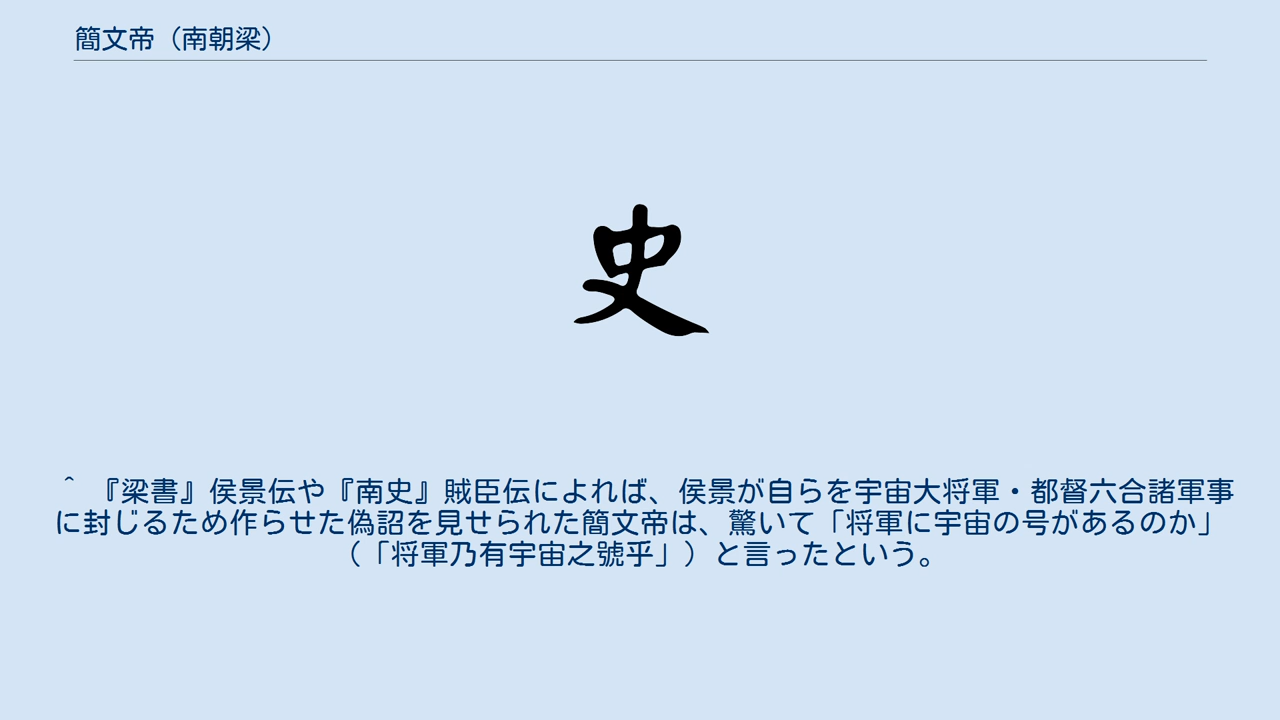 簡文帝（南朝梁）
史
^ 『梁書』侯景伝や『南史』賊臣伝によれば、侯景が自らを宇宙大将軍・都督六合諸軍事
に封じるため作らせた偽詔を見せられた簡文帝は、驚いて「将軍に宇宙の号があるのか」
（「将軍乃有宇宙之號乎」）と言ったという。